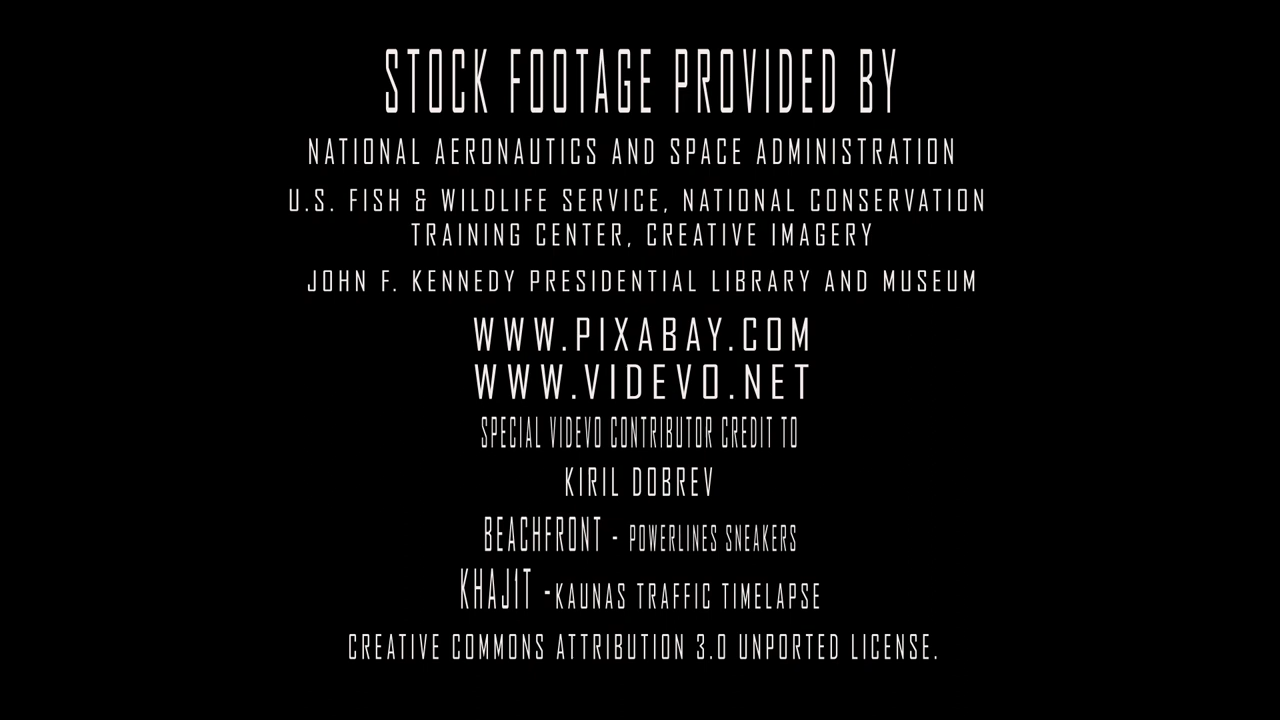 STOCK FOOTAGE PROVIDED BY
NATIONAL AERONAUTICS AND SPACE ADMINISTRATION
U.S. FISH & WILDLIFE SERVICE, NATIONAL CONSERVATION
TRAINING CENTER, CREATIVE IMAGERY
JOHN F. KENNEDY PRESIDENTIAL LIBRARY AND MUSEUM
WWW.PIXABAY.COM
WWW.VIDEVO.NET
SPECIAL VIDEVO CONTRIBUTOR CREDIT TO
KIRIL DOBREV
BEACHFRONT - POWERLINES SNEAKERS
KHAJ1T -KAUNAS TRAFFIC TIMELAPSE
CREATIVE COMMONS ATTRIBUTION 3.0 UNPORTED LICENSE.